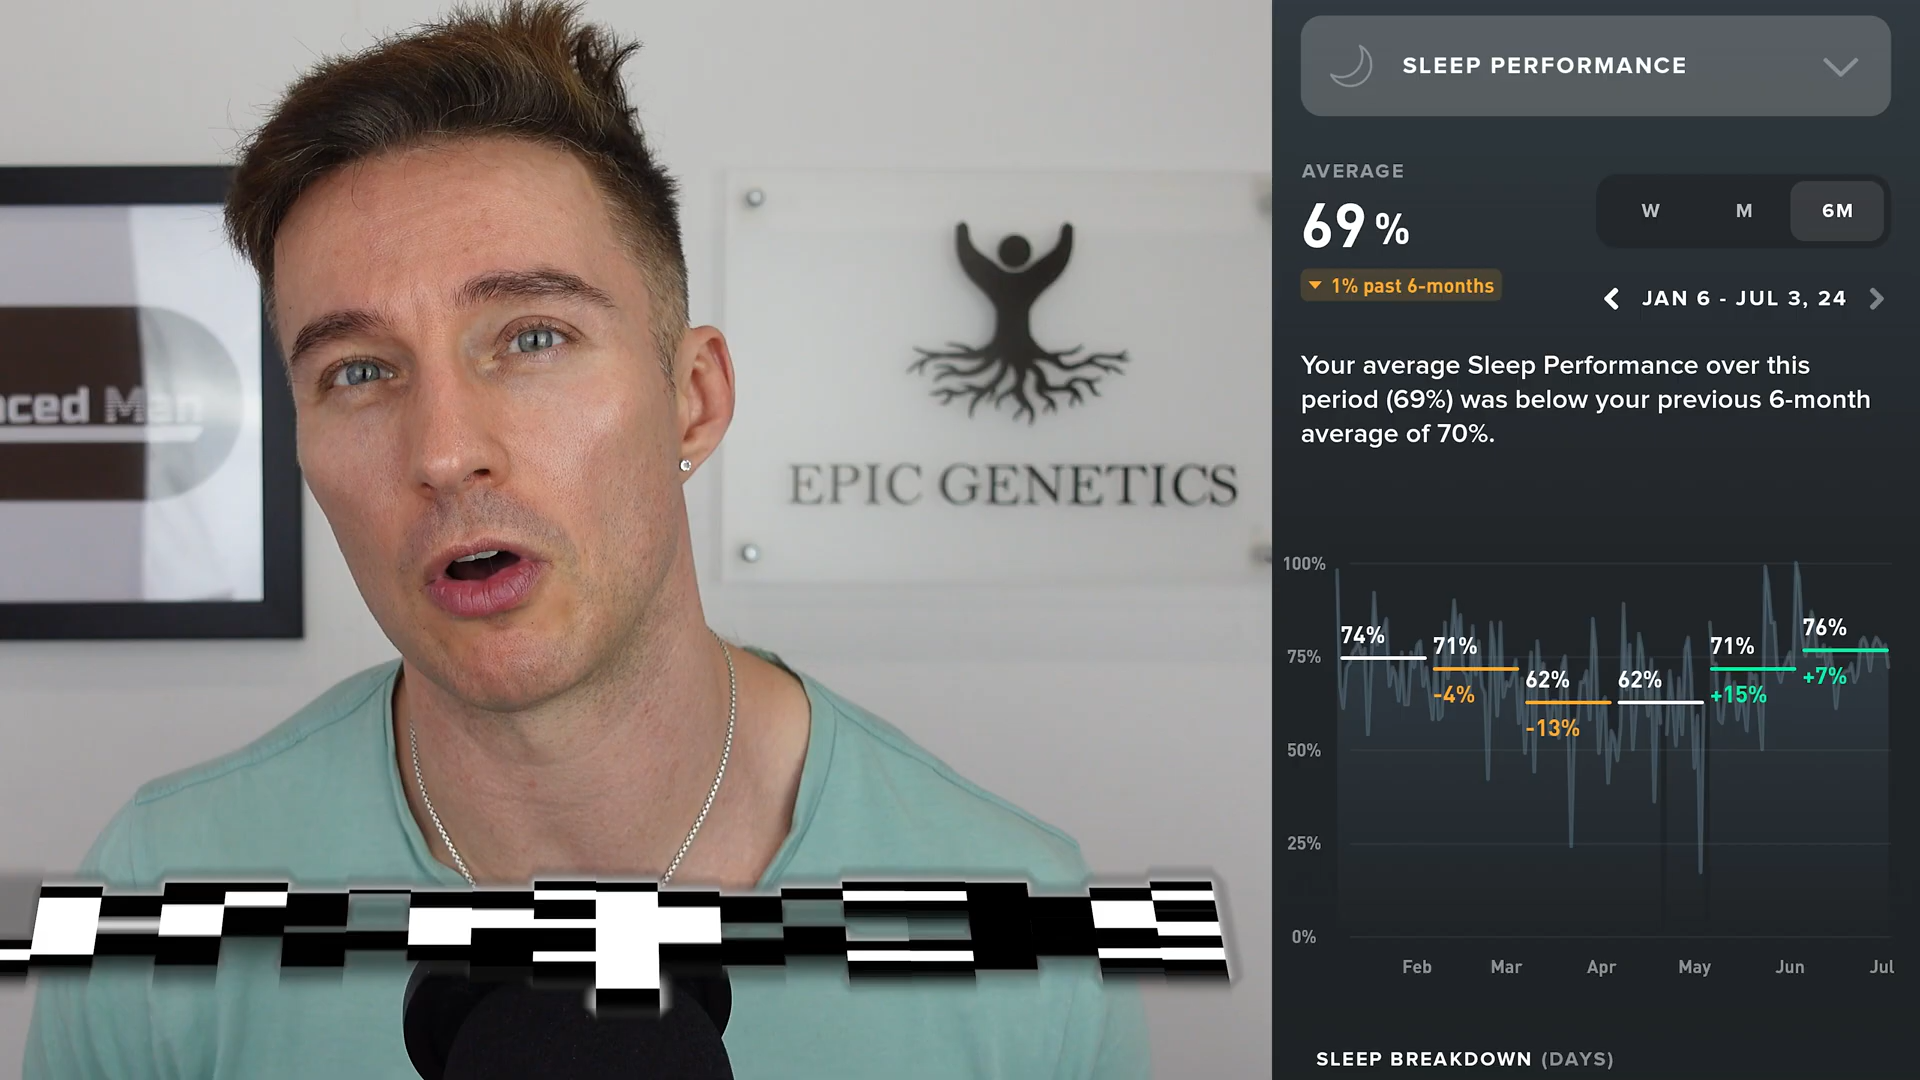 nced Man
EPIC GENETICS
SLEEP PERFORMANCE
AVERAGE
69 %
W M 6M
1% past 6-months
JAN 6 - JUL 3, 24
Your average Sleep Performance over this
period (69%) was below your previous 6-month
average of 70%.
100%
75%
50%
25%
0%
74%
71%
-4%
62%
-13%
62%
71%
+15%
76%
+7%
Feb Mar Apr May Jun Jul
SLEEP BREAKDOWN (DAYS)